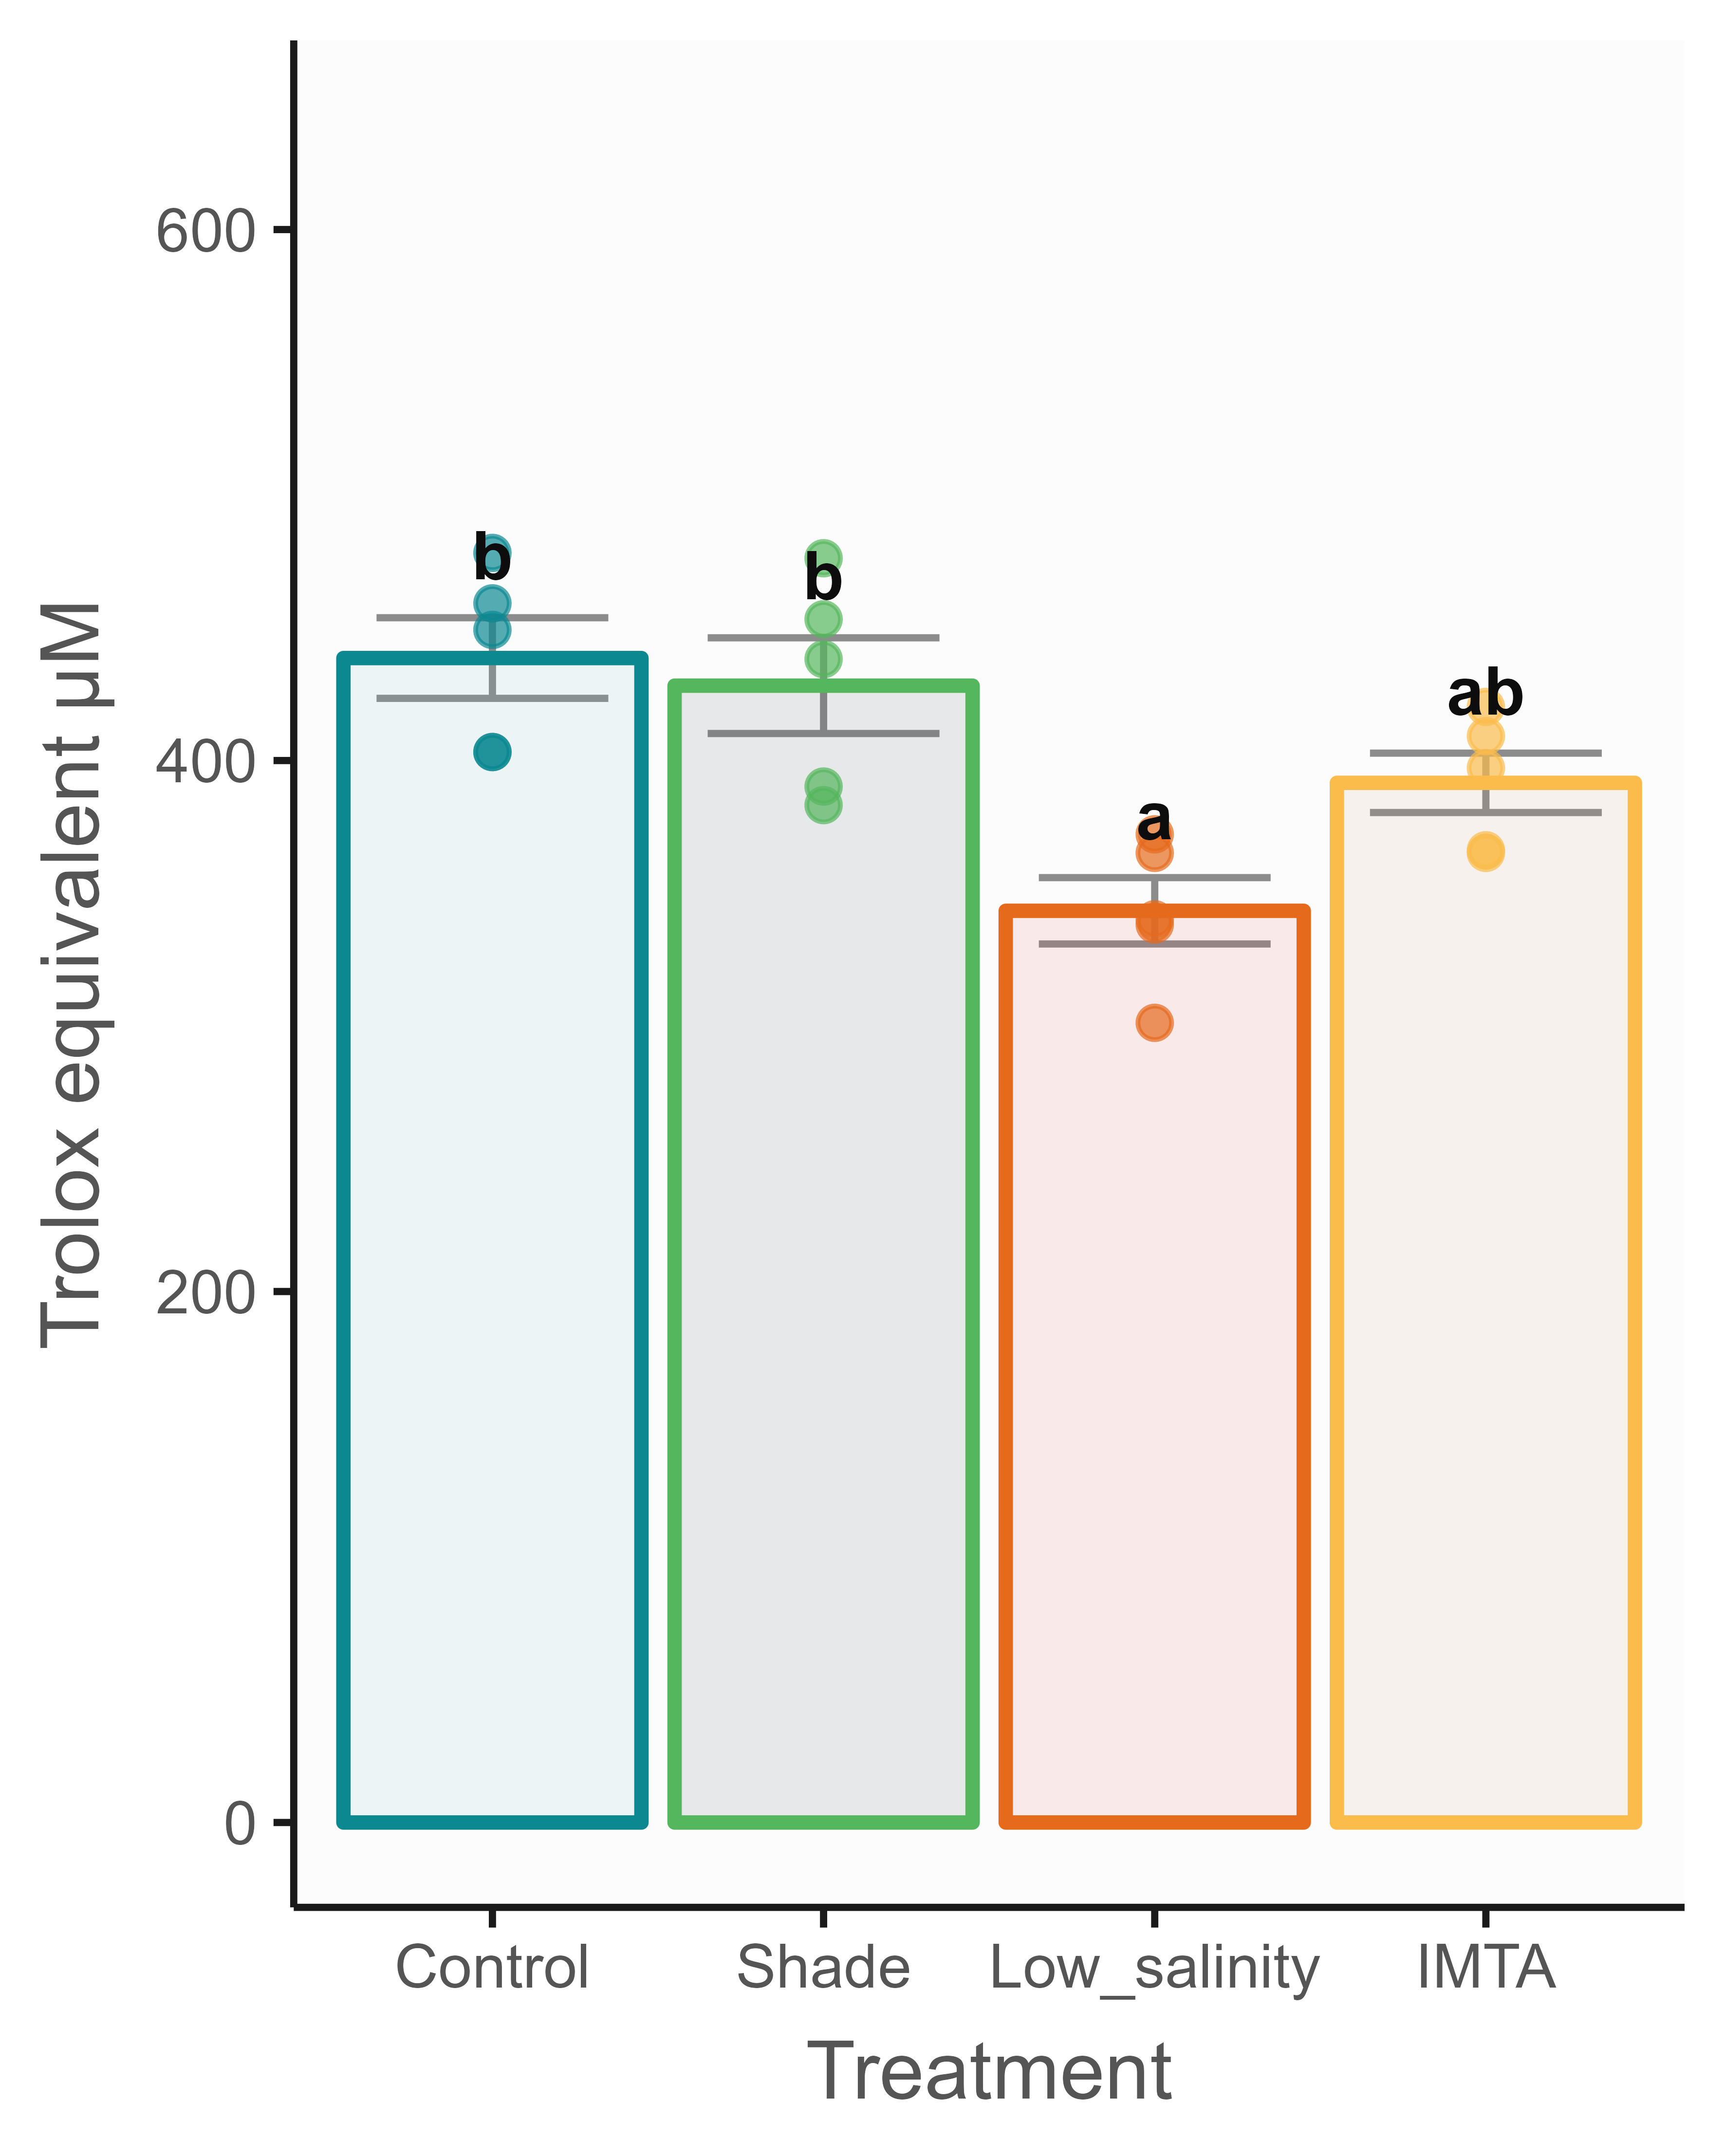 Trolox equivalent µM
600
400
200
0
b
b
a
ab
Control
Shade
Low_salinity
IMTA
Treatment